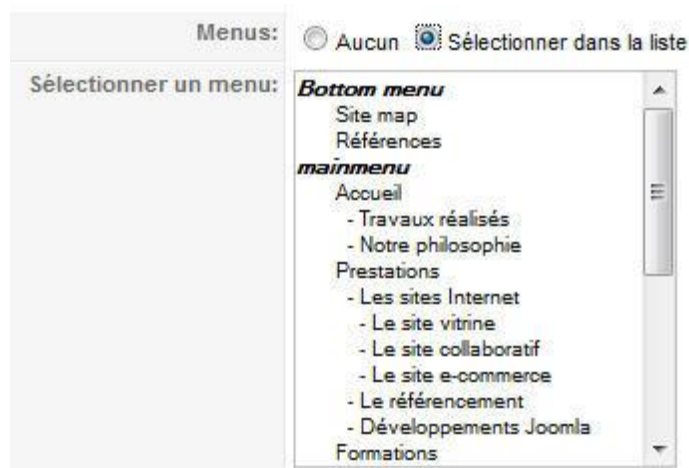 Menus: Aucun Sélectionner dans la liste
Sélectionner un menu:
Bottom menu
Site map
Références
mainmenu
Accueil
- Travaux réalisés
- Notre philosophie
Prestations
- Les sites Internet
- Le site vitrine
- Le site collaboratif
- Le site e-commerce
- Le référencement
- Développements Joomla
Formations